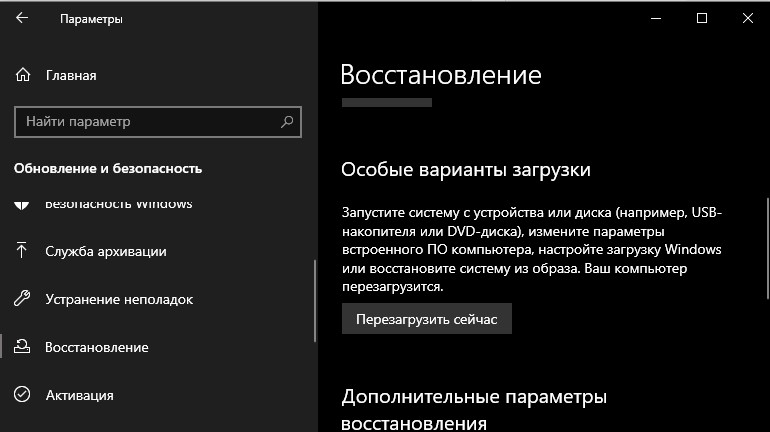 Параметры
Главная
Найти параметр
Обновление и безопасность
Безопасность Windows
Служба архивации
Устранение неполадок
Восстановление
Активация
Восстановление
Особые варианты загрузки
Запустите систему с устройства или диска (например, USB-
накопителя или DVD-диска), измените параметры
встроенного ПО компьютера, настройте загрузку Windows
или восстановите систему из образа. Ваш компьютер
перезагрузится.
Перезагрузить сейчас
Дополнительные параметры
восстановления